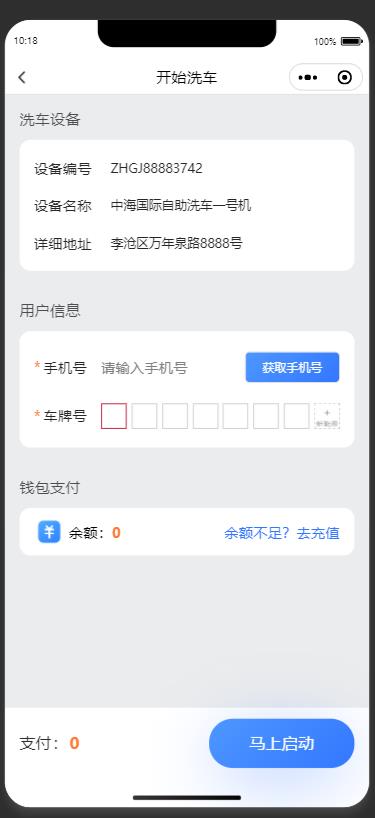 10:18
100%
开始洗车
洗车设备
设备编号 ZHGJ88883742
设备名称 中海国际自助洗车一号机
详细地址 李沧区万年泉路8888号
用户信息
*手机号 请输入手机号 获取手机号
*车牌号
+
新能源
钱包支付
¥ 余额：0 余额不足？去充值
支付：0 马上启动